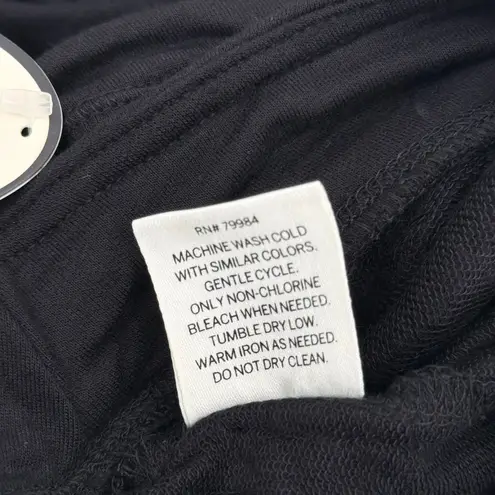 RN# 79984
MACHINE WASH COLD
WITH SIMILAR COLORS.
GENTLE CYCLE.
ONLY NON-CHLORINE
BLEACH WHEN NEEDED.
TUMBLE DRY LOW.
WARM IRON AS NEEDED.
DO NOT DRY CLEAN.